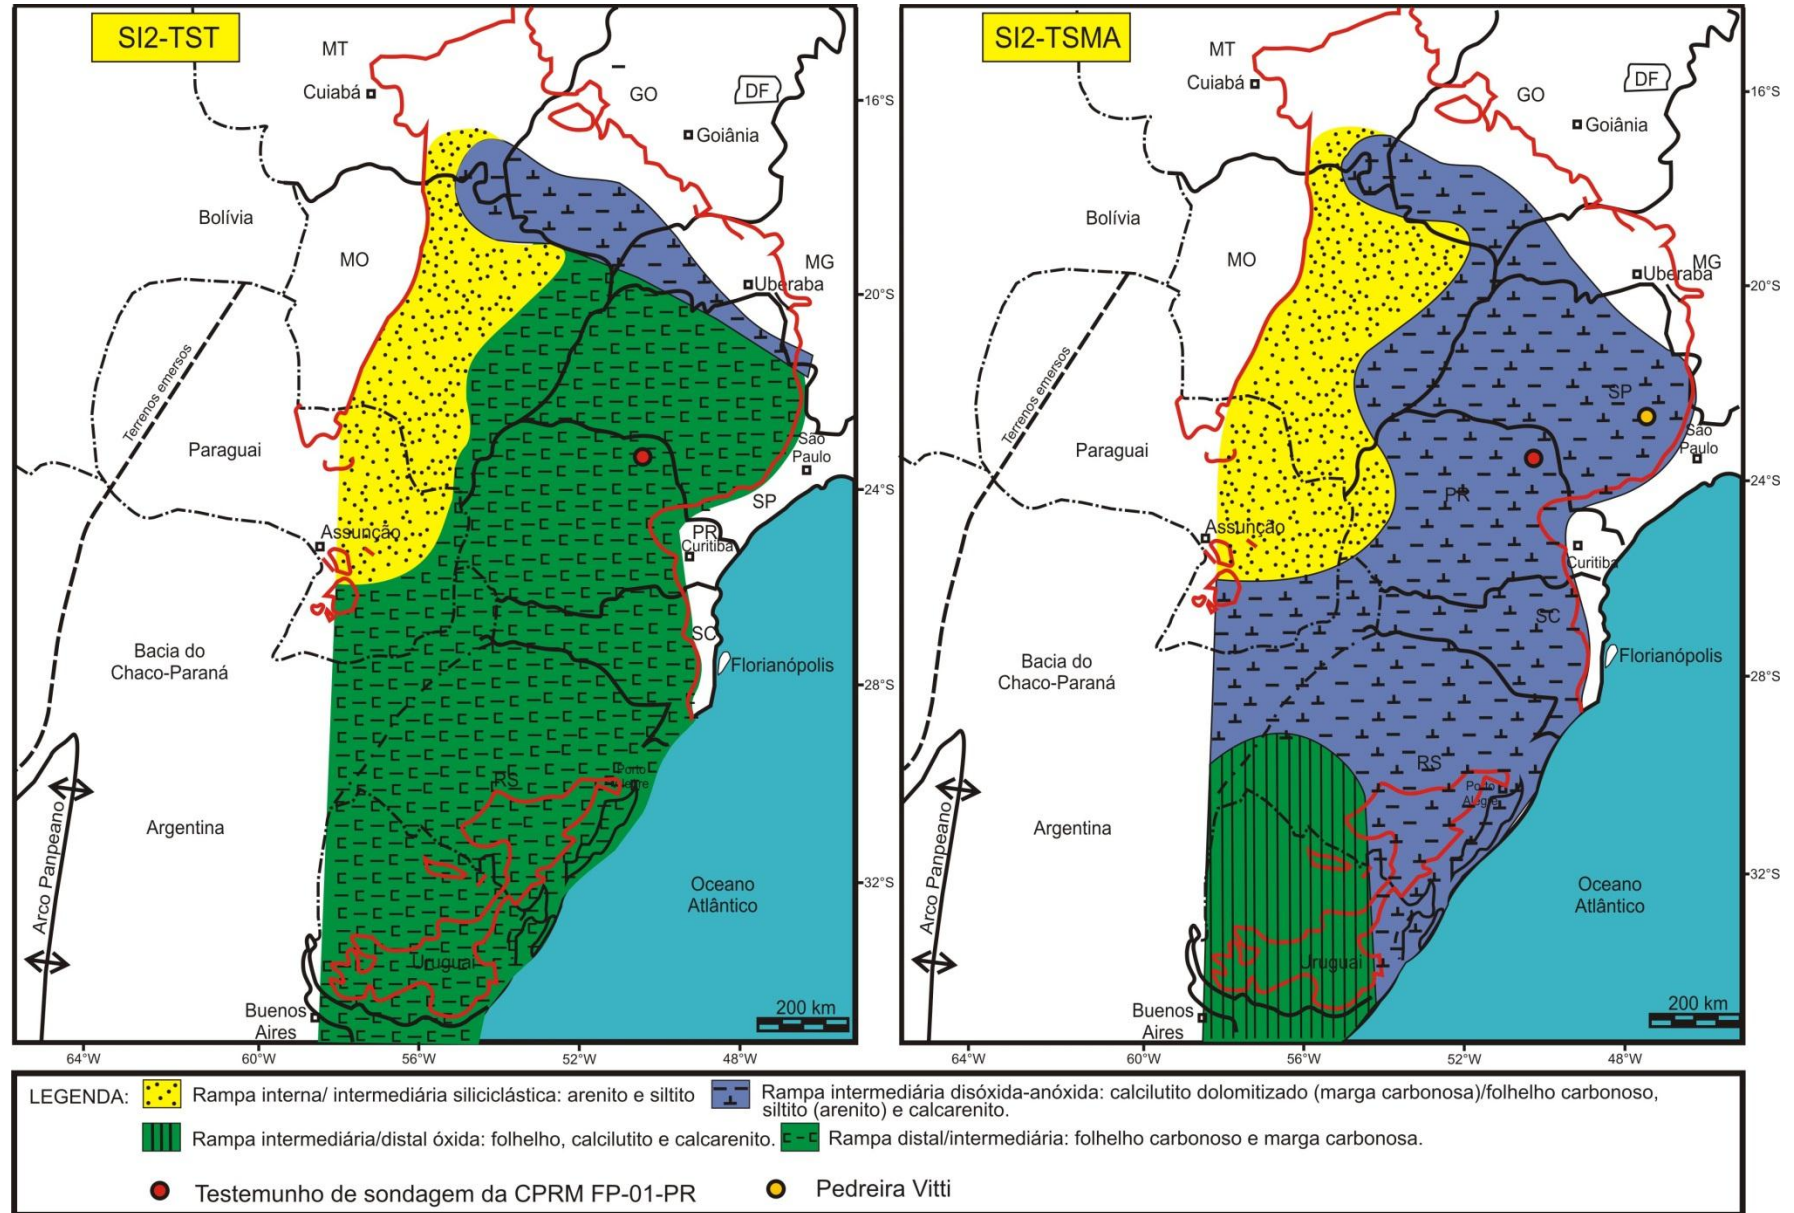 SI2-TST
MT
Cuiabá
GO
DF
Goiânia
16°S
Bolívia
MO
MG
Uberaba
20°S
Terrenos emersos
Paraguai
São
Paulo
24°S
SP
Assunção
PR
Curitiba
SC
Bacia do
Chaco-Paraná
Florianópolis
28°S
RS
Porto
Alegre
Arco Panpeano
Argentina
Oceano
Atlântico
32°S
Uruguai
Buenos
Aires
200 km
64°W
60°W
56°W
52°W
48°W
SI2-TSMA
MT
Cuiabá
GO
DF
Goiânia
16°S
Bolívia
MO
MG
Uberaba
20°S
Terrenos emersos
SP
Paraguai
São
Paulo
24°S
PR
Assunção
Curitiba
SC
Bacia do
Chaco-Paraná
Florianópolis
28°S
RS
Porto
Alegre
Arco Panpeano
Argentina
Oceano
Atlântico
32°S
Uruguai
Buenos
Aires
200 km
64°W
60°W
56°W
52°W
48°W
LEGENDA:
Rampa interna/ intermediária siliciclástica: arenito e siltito
Rampa intermediária disóxida-anóxida: calcilutito dolomitizado (marga carbonosa)/folhelho carbonoso,
siltito (arenito) e calcarenito.
Rampa intermediária/distal óxida: folhelho, calcilutito e calcarenito.
Rampa distal/intermediária: folhelho carbonoso e marga carbonosa.
Testemunho de sondagem da CPRM FP-01-PR
Pedreira Vitti